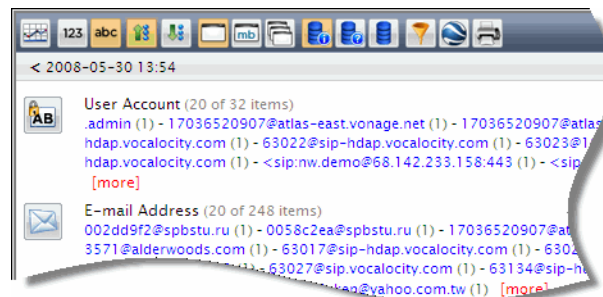 123 abc mb
< 2008-05-30 13:54
AB
User Account (20 of 32 items)
.admin (1) - 17036520907@atlas-east.vonage.net (1) - 17036520907@atlas
hdap.vocalocity.com (1) - 63022@sip-hdap.vocalocity.com (1) - 63023@1
hdap.vocalocity.com (1) - <sip:nw.demo@68.142.233.158:443 (1) - <sip
[more]
E-mail Address (20 of 248 items)
002dd9f2@spbstu.ru (1) - 0058c2ea@spbstu.ru (1) - 17036520907@at
3571@alderwoods.com (1) - 63017@sip-hdap.vocalocity.com (1) - 6302
63027@sip.vocalocity.com (1) - 63134@sip-h
@yahoo.com.tw (1) [more]